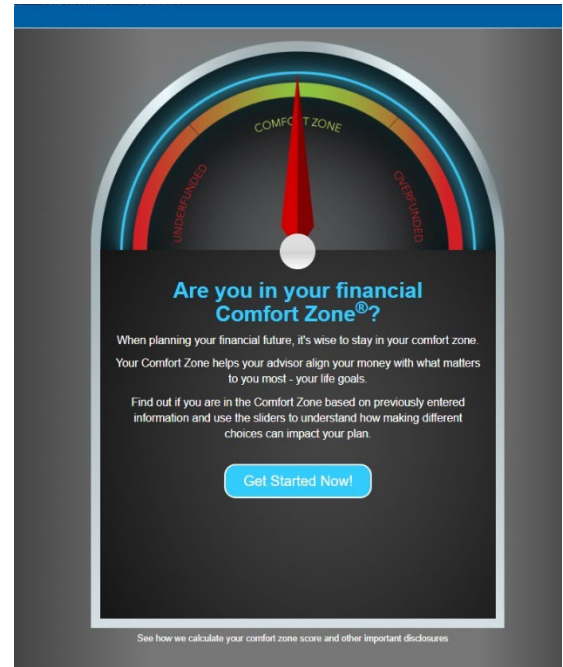 COMFORT ZONE
UNDERFUNDED
OVERFUNDED
Are you in your financial
Comfort Zone®?
When planning your financial future, it's wise to stay in your comfort zone.
Your Comfort Zone helps your advisor align your money with what matters
to you most - your life goals.
Find out if you are in the Comfort Zone based on previously entered
information and use the sliders to understand how making different
choices can impact your plan.
Get Started Now!
See how we calculate your comfort zone score and other important disclosures